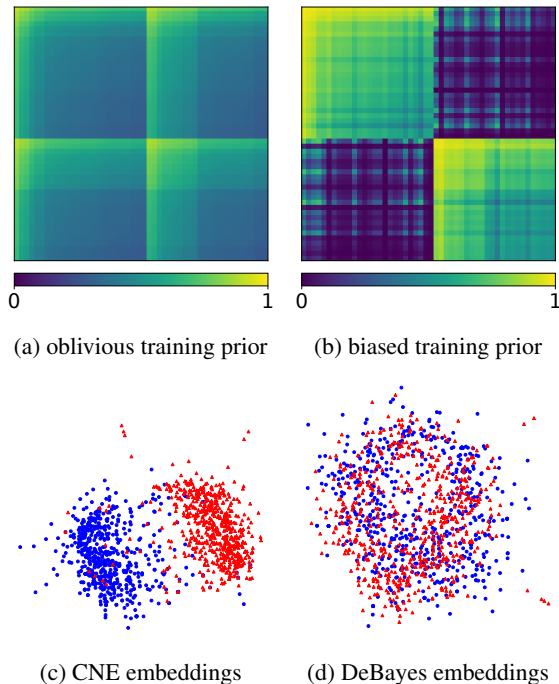 0 1 0 1
(a) oblivious training prior (b) biased training prior
(c) CNE embeddings (d) DeBayes embeddings